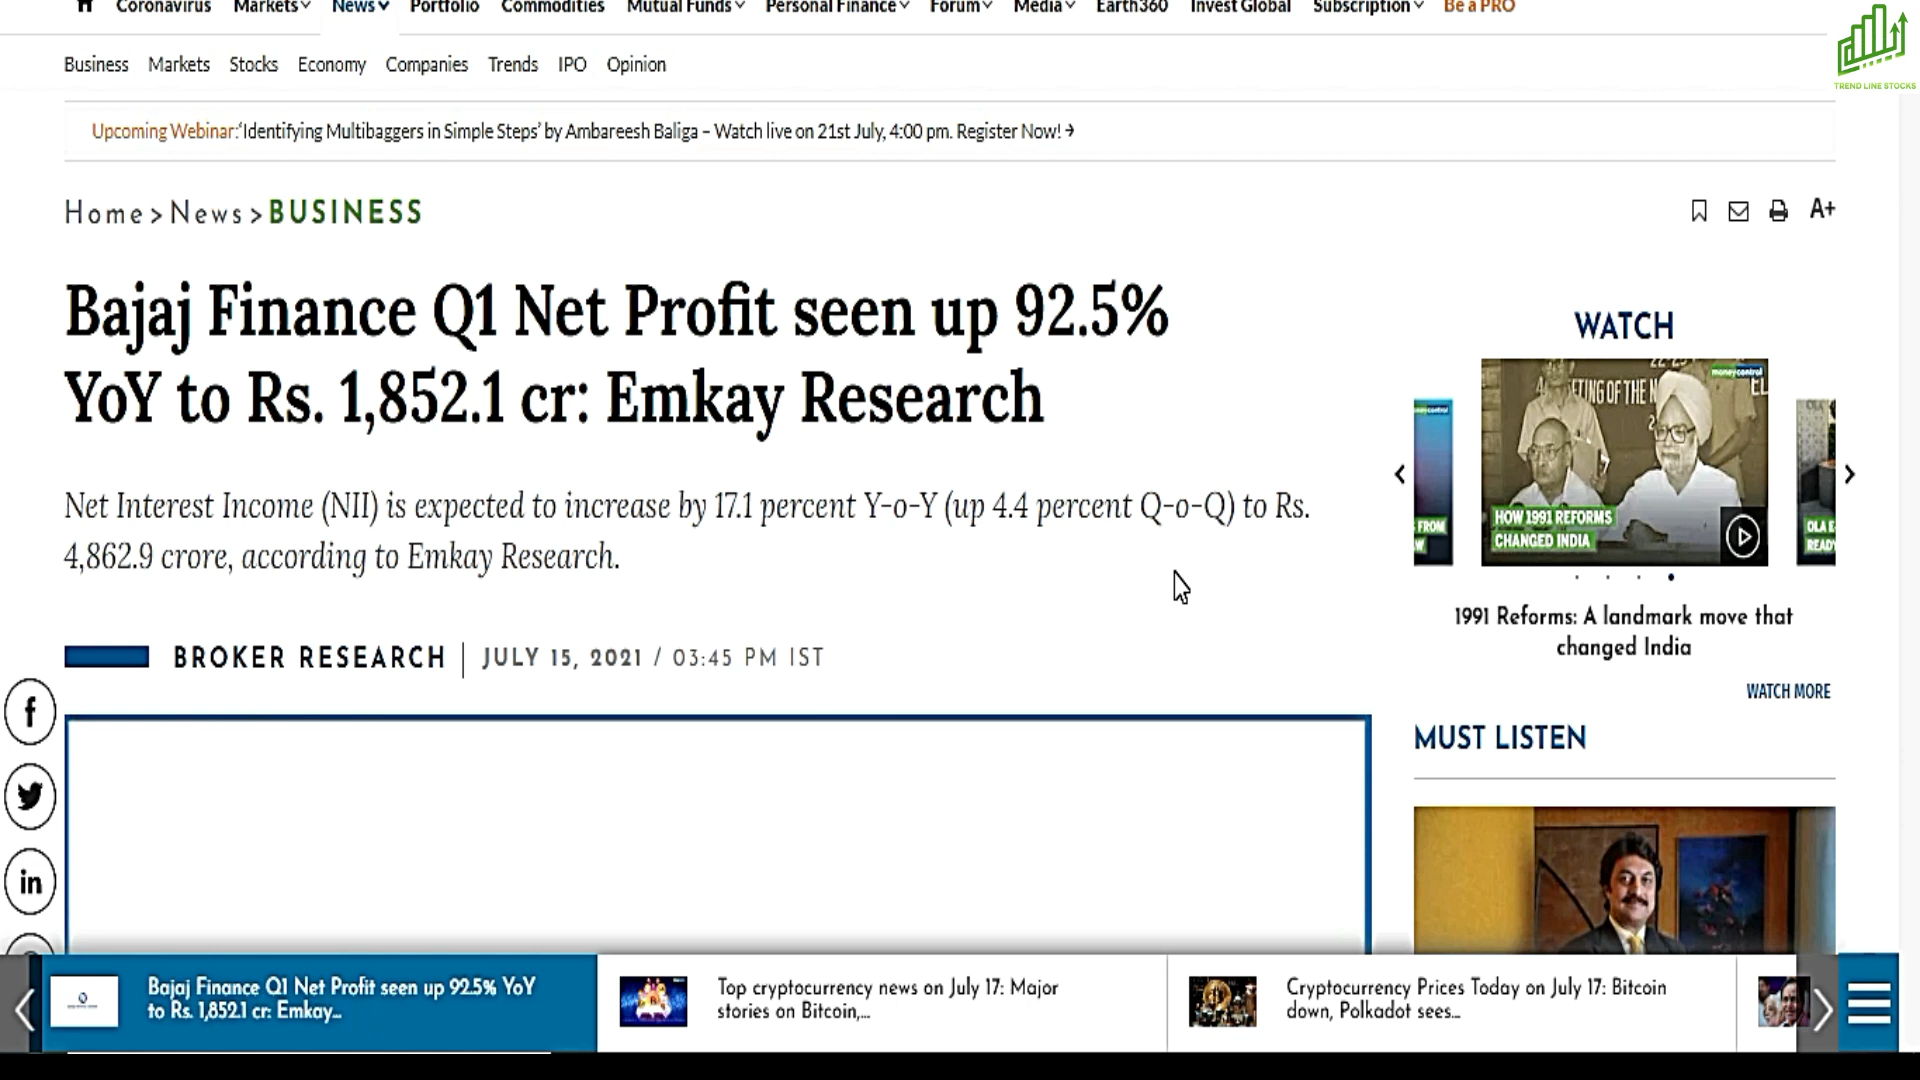 Coronavirus Markets News Portfolio Commodities Mutual Funds Personal Finance Forum Media Earth360 Invest Global Subscription Be a PRO
TREND LINE STOCKS
Business Markets Stocks Economy Companies Trends IPO Opinion
Upcoming Webinar:'Identifying Multibaggers in Simple Steps' by Ambareesh Baliga – Watch live on 21st July, 4:00 pm. Register Now! →
Home > News > BUSINESS
A+
Bajaj Finance Q1 Net Profit seen up 92.5%
YoY to Rs. 1,852.1 cr: Emkay Research
Net Interest Income (NII) is expected to increase by 17.1 percent Y-o-Y (up 4.4 percent Q-o-Q) to Rs.
4,862.9 crore, according to Emkay Research.
BROKER RESEARCH | JULY 15, 2021 / 03:45 PM IST
WATCH
moneycontrol
HOW 1991 REFORMS
CHANGED INDIA
FROM
OLA E
READY
1991 Reforms: A landmark move that
changed India
WATCH MORE
MUST LISTEN
Bajaj Finance Q1 Net Profit seen up 92.5% YoY
to Rs. 1,852.1 cr: Emkay...
Top cryptocurrency news on July 17: Major
stories on Bitcoin,...
Cryptocurrency Prices Today on July 17: Bitcoin
down, Polkadot sees...